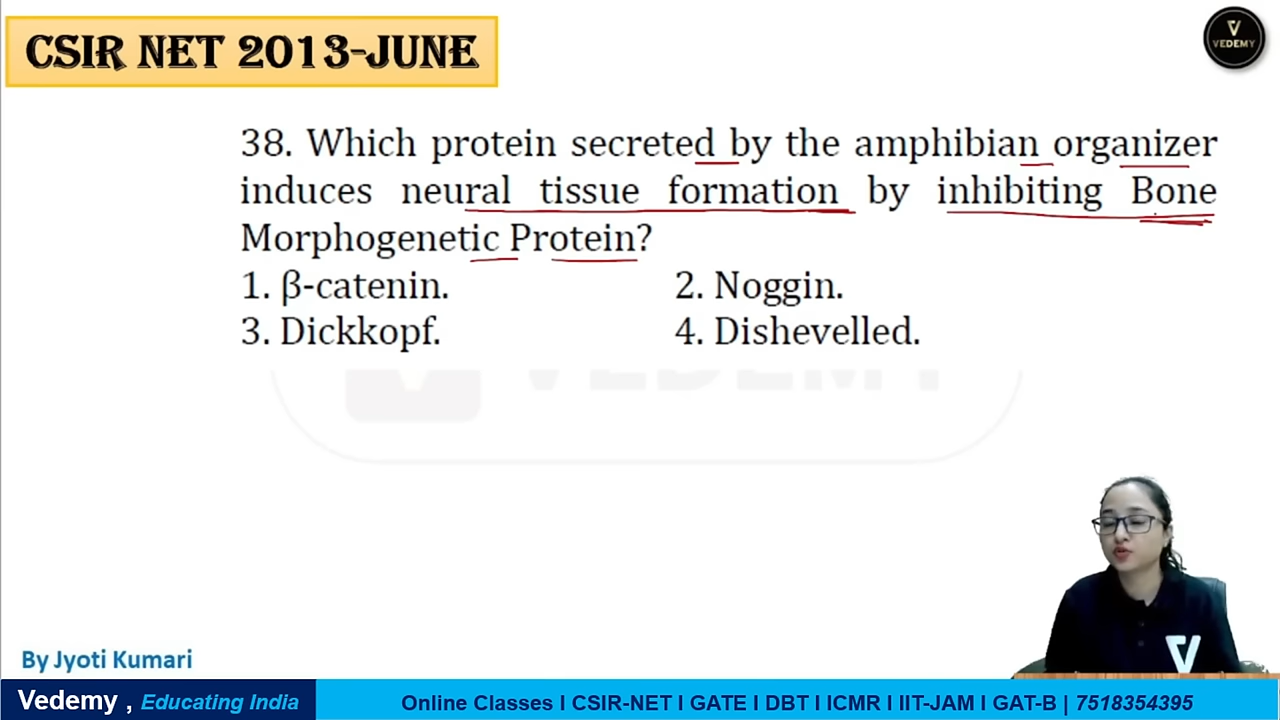 CSIR NET 2013-JUNE
VEDEMY
38. Which protein secreted by the amphibian organizer
induces neural tissue formation by inhibiting Bone
Morphogenetic Protein?
1. β-catenin.
2. Noggin.
3. Dickkopf.
4. Dishevelled.
VEDEMY
By Jyoti Kumari
Vedemy , Educating India
Online Classes I CSIR-NET I GATE I DBT I ICMR I IIT-JAM I GAT-B | 7518354395